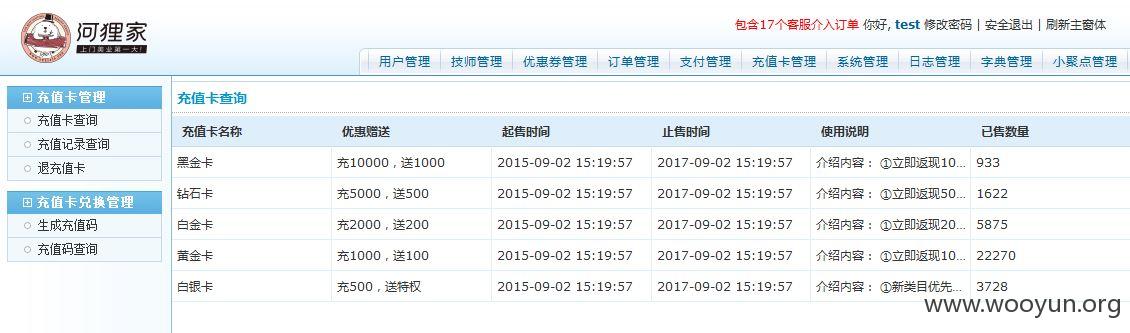 河狸家
上门美业第一大!
包含17个客服介入订单 你好, test 修改密码 | 安全退出 | 刷新主窗体
用户管理 技师管理 优惠券管理 订单管理 支付管理 充值卡管理 系统管理 日志管理 字典管理 小聚点管理
充值卡管理
充值卡查询
充值记录查询
退充值卡
充值卡兑换管理
生成充值码
充值码查询
充值卡查询
充值卡名称 优惠赠送 起售时间 止售时间 使用说明 已售数量
黑金卡 充10000，送1000 2015-09-02 15:19:57 2017-09-02 15:19:57 介绍内容： ①立即返现10... 933
钻石卡 充5000，送500 2015-09-02 15:19:57 2017-09-02 15:19:57 介绍内容： ①立即返现50... 1622
白金卡 充2000，送200 2015-09-02 15:19:57 2017-09-02 15:19:57 介绍内容： ①立即返现20... 5875
黄金卡 充1000，送100 2015-09-02 15:19:57 2017-09-02 15:19:57 介绍内容： ①立即返现10... 22270
白银卡 充500，送特权 2015-09-02 15:19:57 2017-09-02 15:19:57 介绍内容： ①新类目优先... 3728
www.wooyun.org